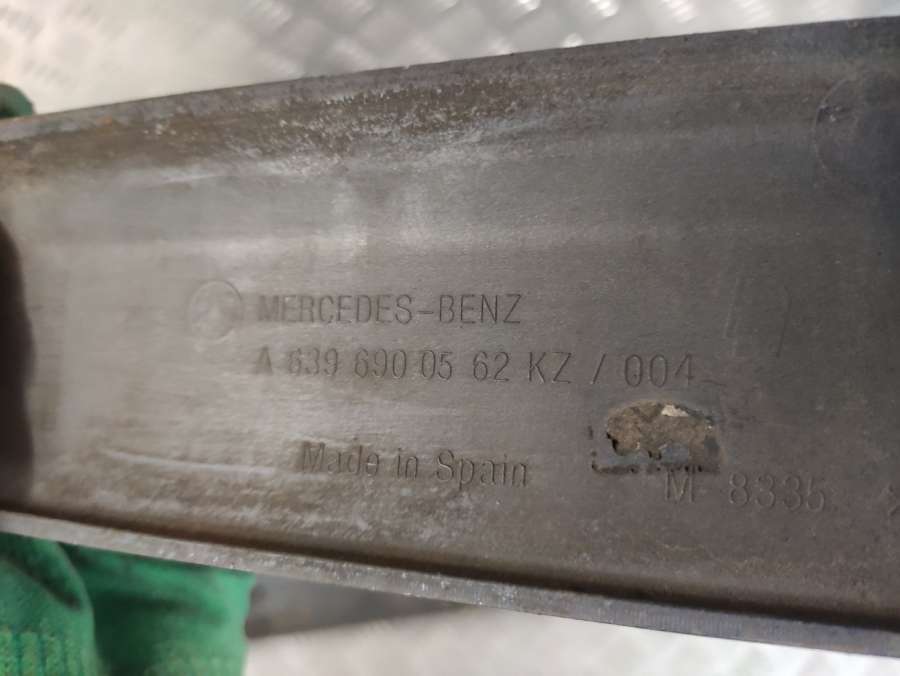 MERCEDES-BENZ
A 639 690 05 62 KZ / 004
Made in Spain
M 8335